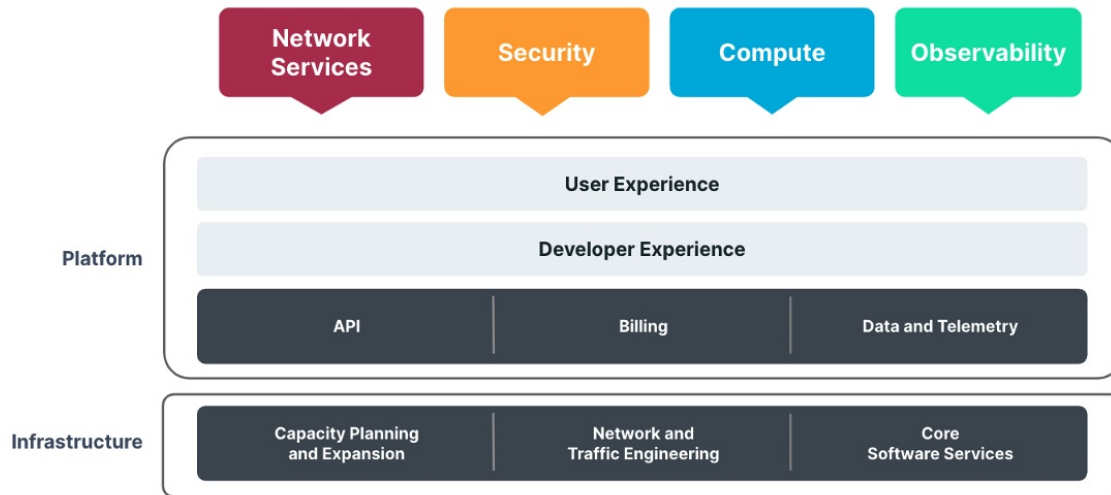 Network
Services
Security
Compute
Observability
Platform
User Experience
Developer Experience
API
Billing
Data and Telemetry
Infrastructure
Capacity Planning
and Expansion
Network and
Traffic Engineering
Core
Software Services